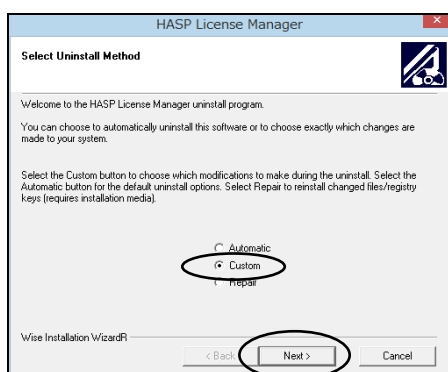 HASP License Manager
Select Uninstall Method
Welcome to the HASP License Manager uninstall program.
You can choose to automatically uninstall this software or to choose exactly which changes are
made to your system.
Select the Custom button to choose which modifications to make during the uninstall. Select the
Automatic button for the default uninstall options. Select Repair to reinstall changed files/registry
keys (requires installation media).
Automatic
Custom
Repair
Wise Installation WizardR
< Back
Next >
Cancel